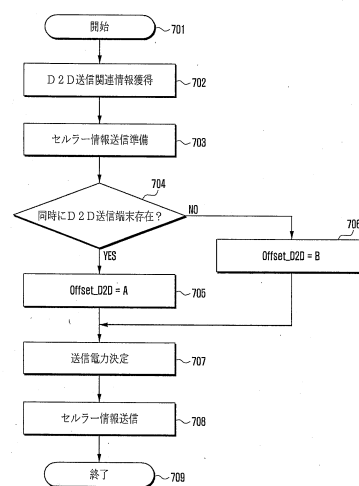 開始
701
D2D送信関連情報獲得
702
セルラー情報送信準備
703
704
同時にD2D送信端末存在?
NO
706
YES
Offset_D2D = A
705
Offset_D2D = B
送信電力決定
707
セルラー情報送信
708
終了
709